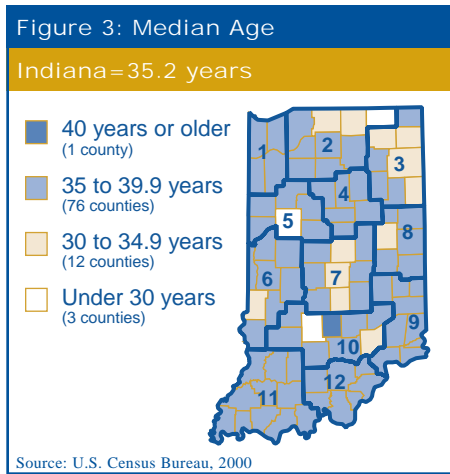 Figure 3: Median Age
Indiana=35.2 years
40 years or older
(1 county)
35 to 39.9 years
(76 counties)
30 to 34.9 years
(12 counties)
Under 30 years
(3 counties)
1
2
3
4
5
6
7
8
9
10
11
12
Source: U.S. Census Bureau, 2000